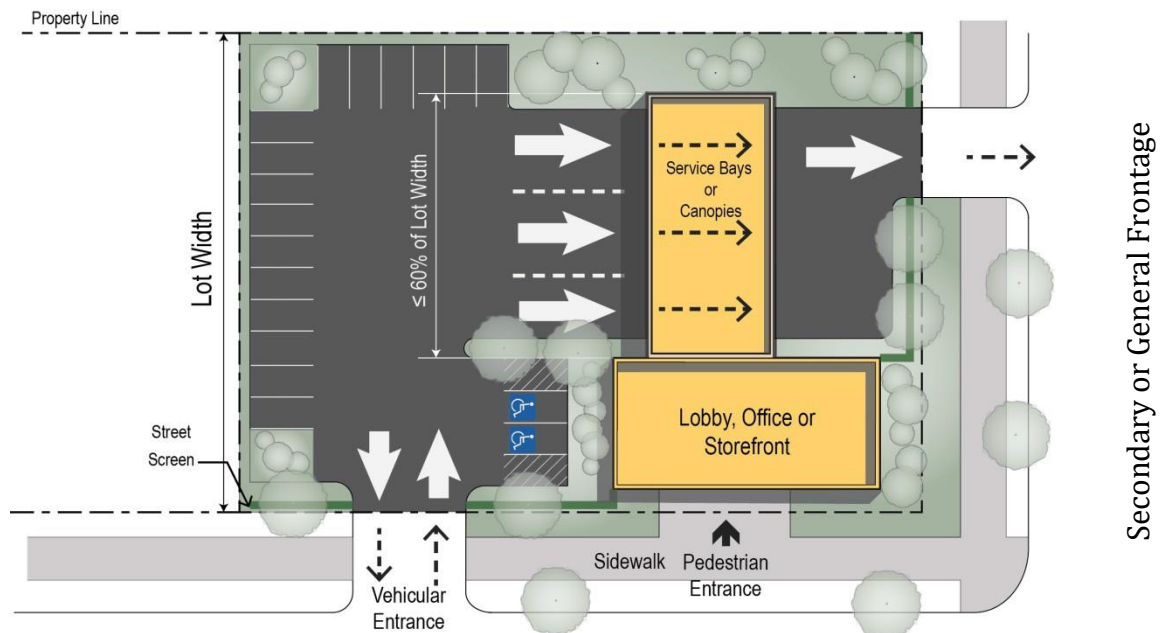 Property Line
Lot Width
≤ 60% of Lot Width
Service Bays
or
Canopies
Secondary or General Frontage
Lobby, Office or
Storefront
Street
Screen
Sidewalk
Pedestrian
Entrance
Vehicular
Entrance